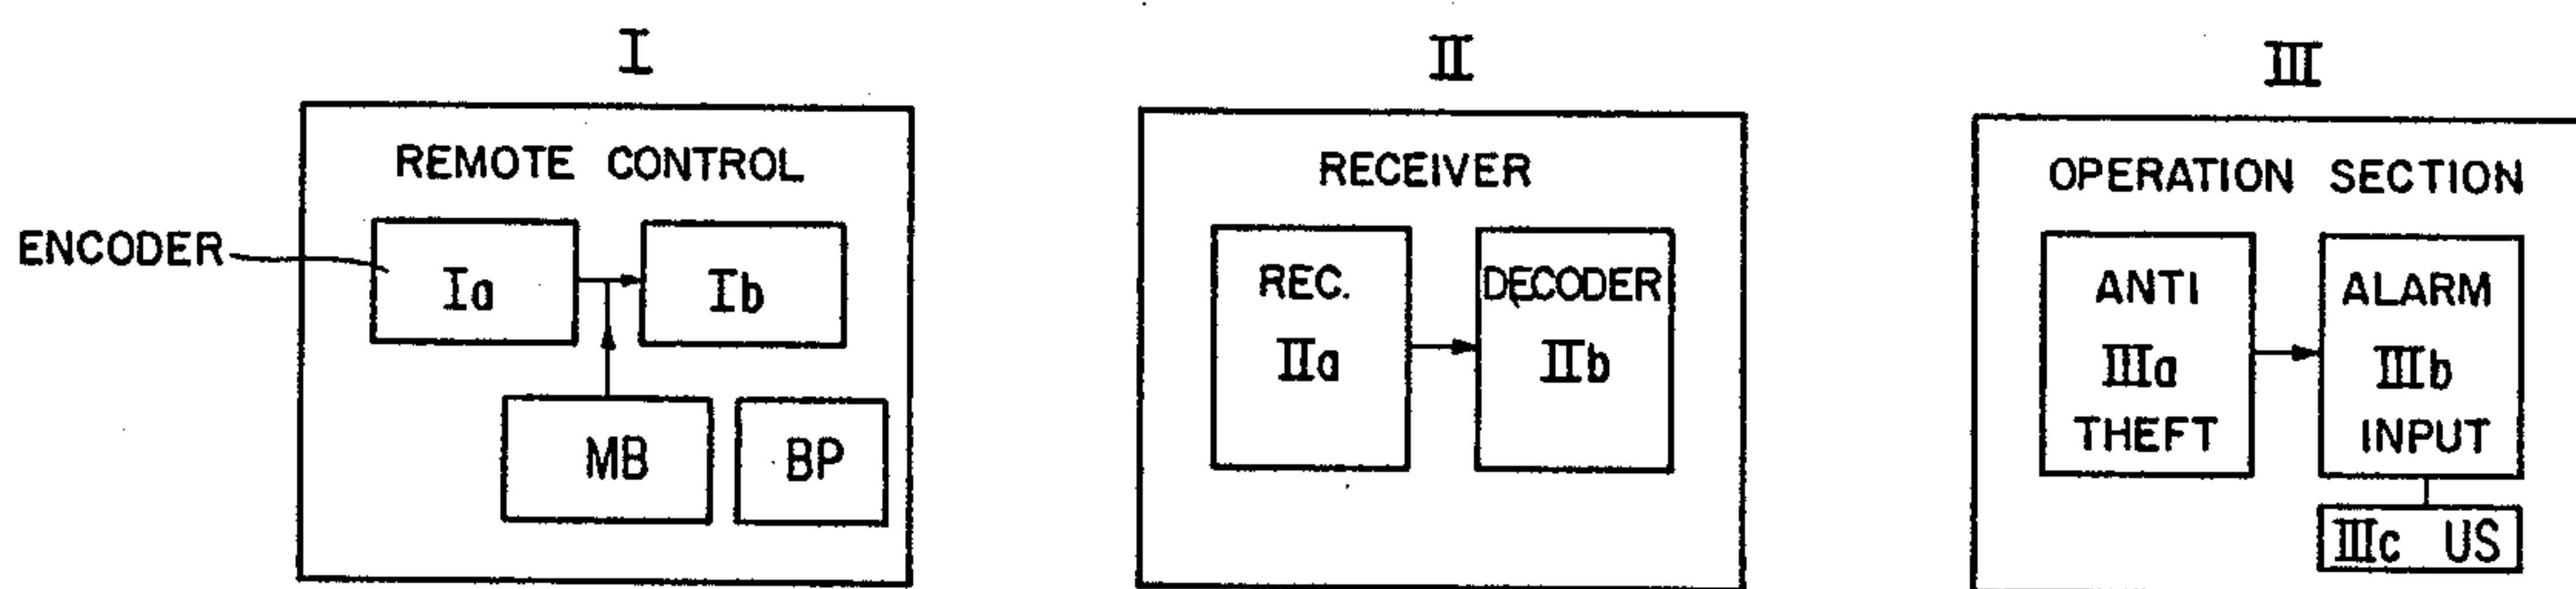 I
REMOTE CONTROL
ENCODER
Ia
Ib
MB
BP
II
RECEIVER
REC.
IIa
DECODER
IIb
III
OPERATION SECTION
ANTI
IIIa
THEFT
ALARM
IIIb
INPUT
IIIc US